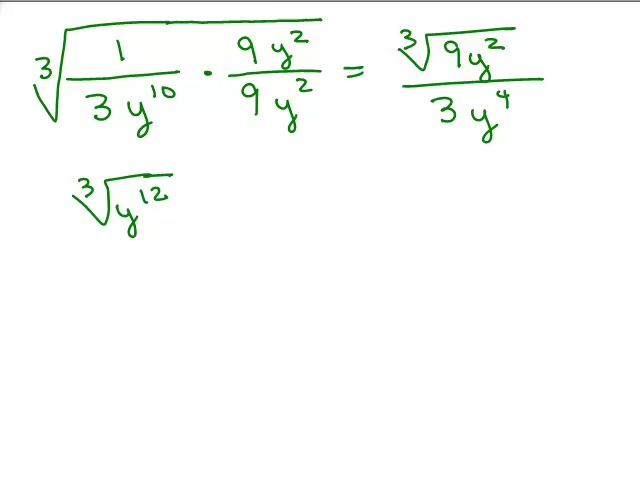 ∛(1/(3y¹⁰) · 9y²/(9y²)) = ∛(9y²)/(3y⁴)
∛(y¹²)